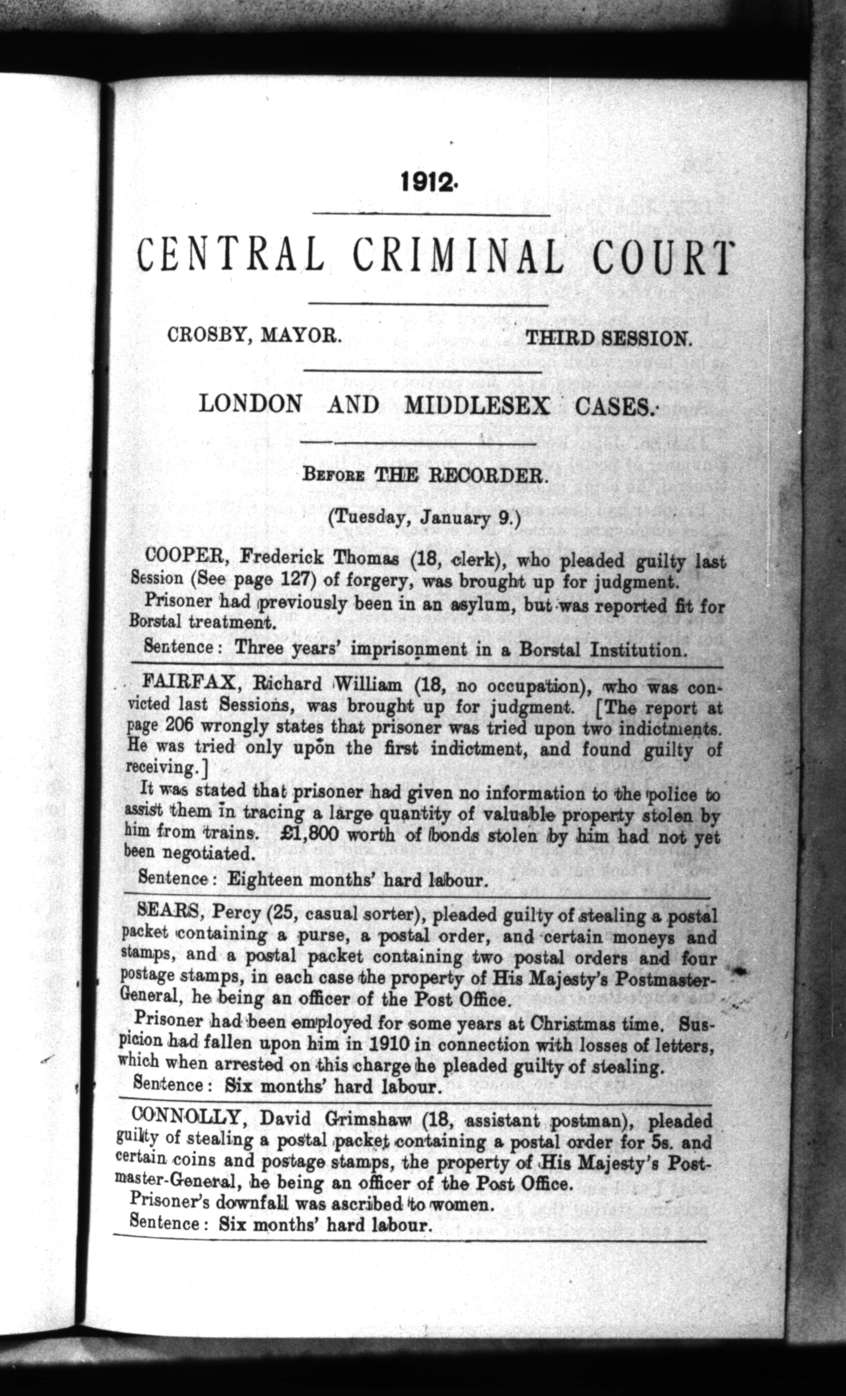 1912.
CENTRAL CRIMINAL COURT
CROSBY, MAYOR. THIRD SESSION.
LONDON AND MIDDLESEX CASES.
BEFORE THE RECORDER.
(Tuesday, January 9.)
COOPER, Frederick Thomas (18, clerk), who pleaded guilty last
Session (See page 127) of forgery, was brought up for judgment.
Prisoner had previously been in an asylum, but was reported fit for
Borstal treatment.
Sentence: Three years' imprisonment in a Borstal Institution.
FAIRFAX, Richard William (18, no occupation), who was con-
victed last Sessions, was brought up for judgment. [The report at
page 206 wrongly states that prisoner was tried upon two indictments.
He was tried only upon the first indictment, and found guilty of
receiving.]
It was stated that prisoner had given no information to the police to
assist them in tracing a large quantity of valuable property stolen by
him from trains. £1,800 worth of bonds stolen by him had not yet
been negotiated.
Sentence: Eighteen months' hard labour.
SEARS, Percy (25, casual sorter), pleaded guilty of stealing a postal
packet containing a purse, a postal order, and certain moneys and
stamps, and a postal packet containing two postal orders and four
postage stamps, in each case the property of His Majesty's Postmaster-
General, he being an officer of the Post Office.
Prisoner had been employed for some years at Christmas time. Sus-
picion had fallen upon him in 1910 in connection with losses of letters,
which when arrested on this charge he pleaded guilty of stealing.
Sentence: Six months' hard labour.
CONNOLLY, David Grimshaw (18, assistant postman), pleaded
guilty of stealing a postal packet containing a postal order for 5s. and
certain coins and postage stamps, the property of His Majesty's Post-
master-General, he being an officer of the Post Office.
Prisoner's downfall was ascribed to women.
Sentence: Six months' hard labour.